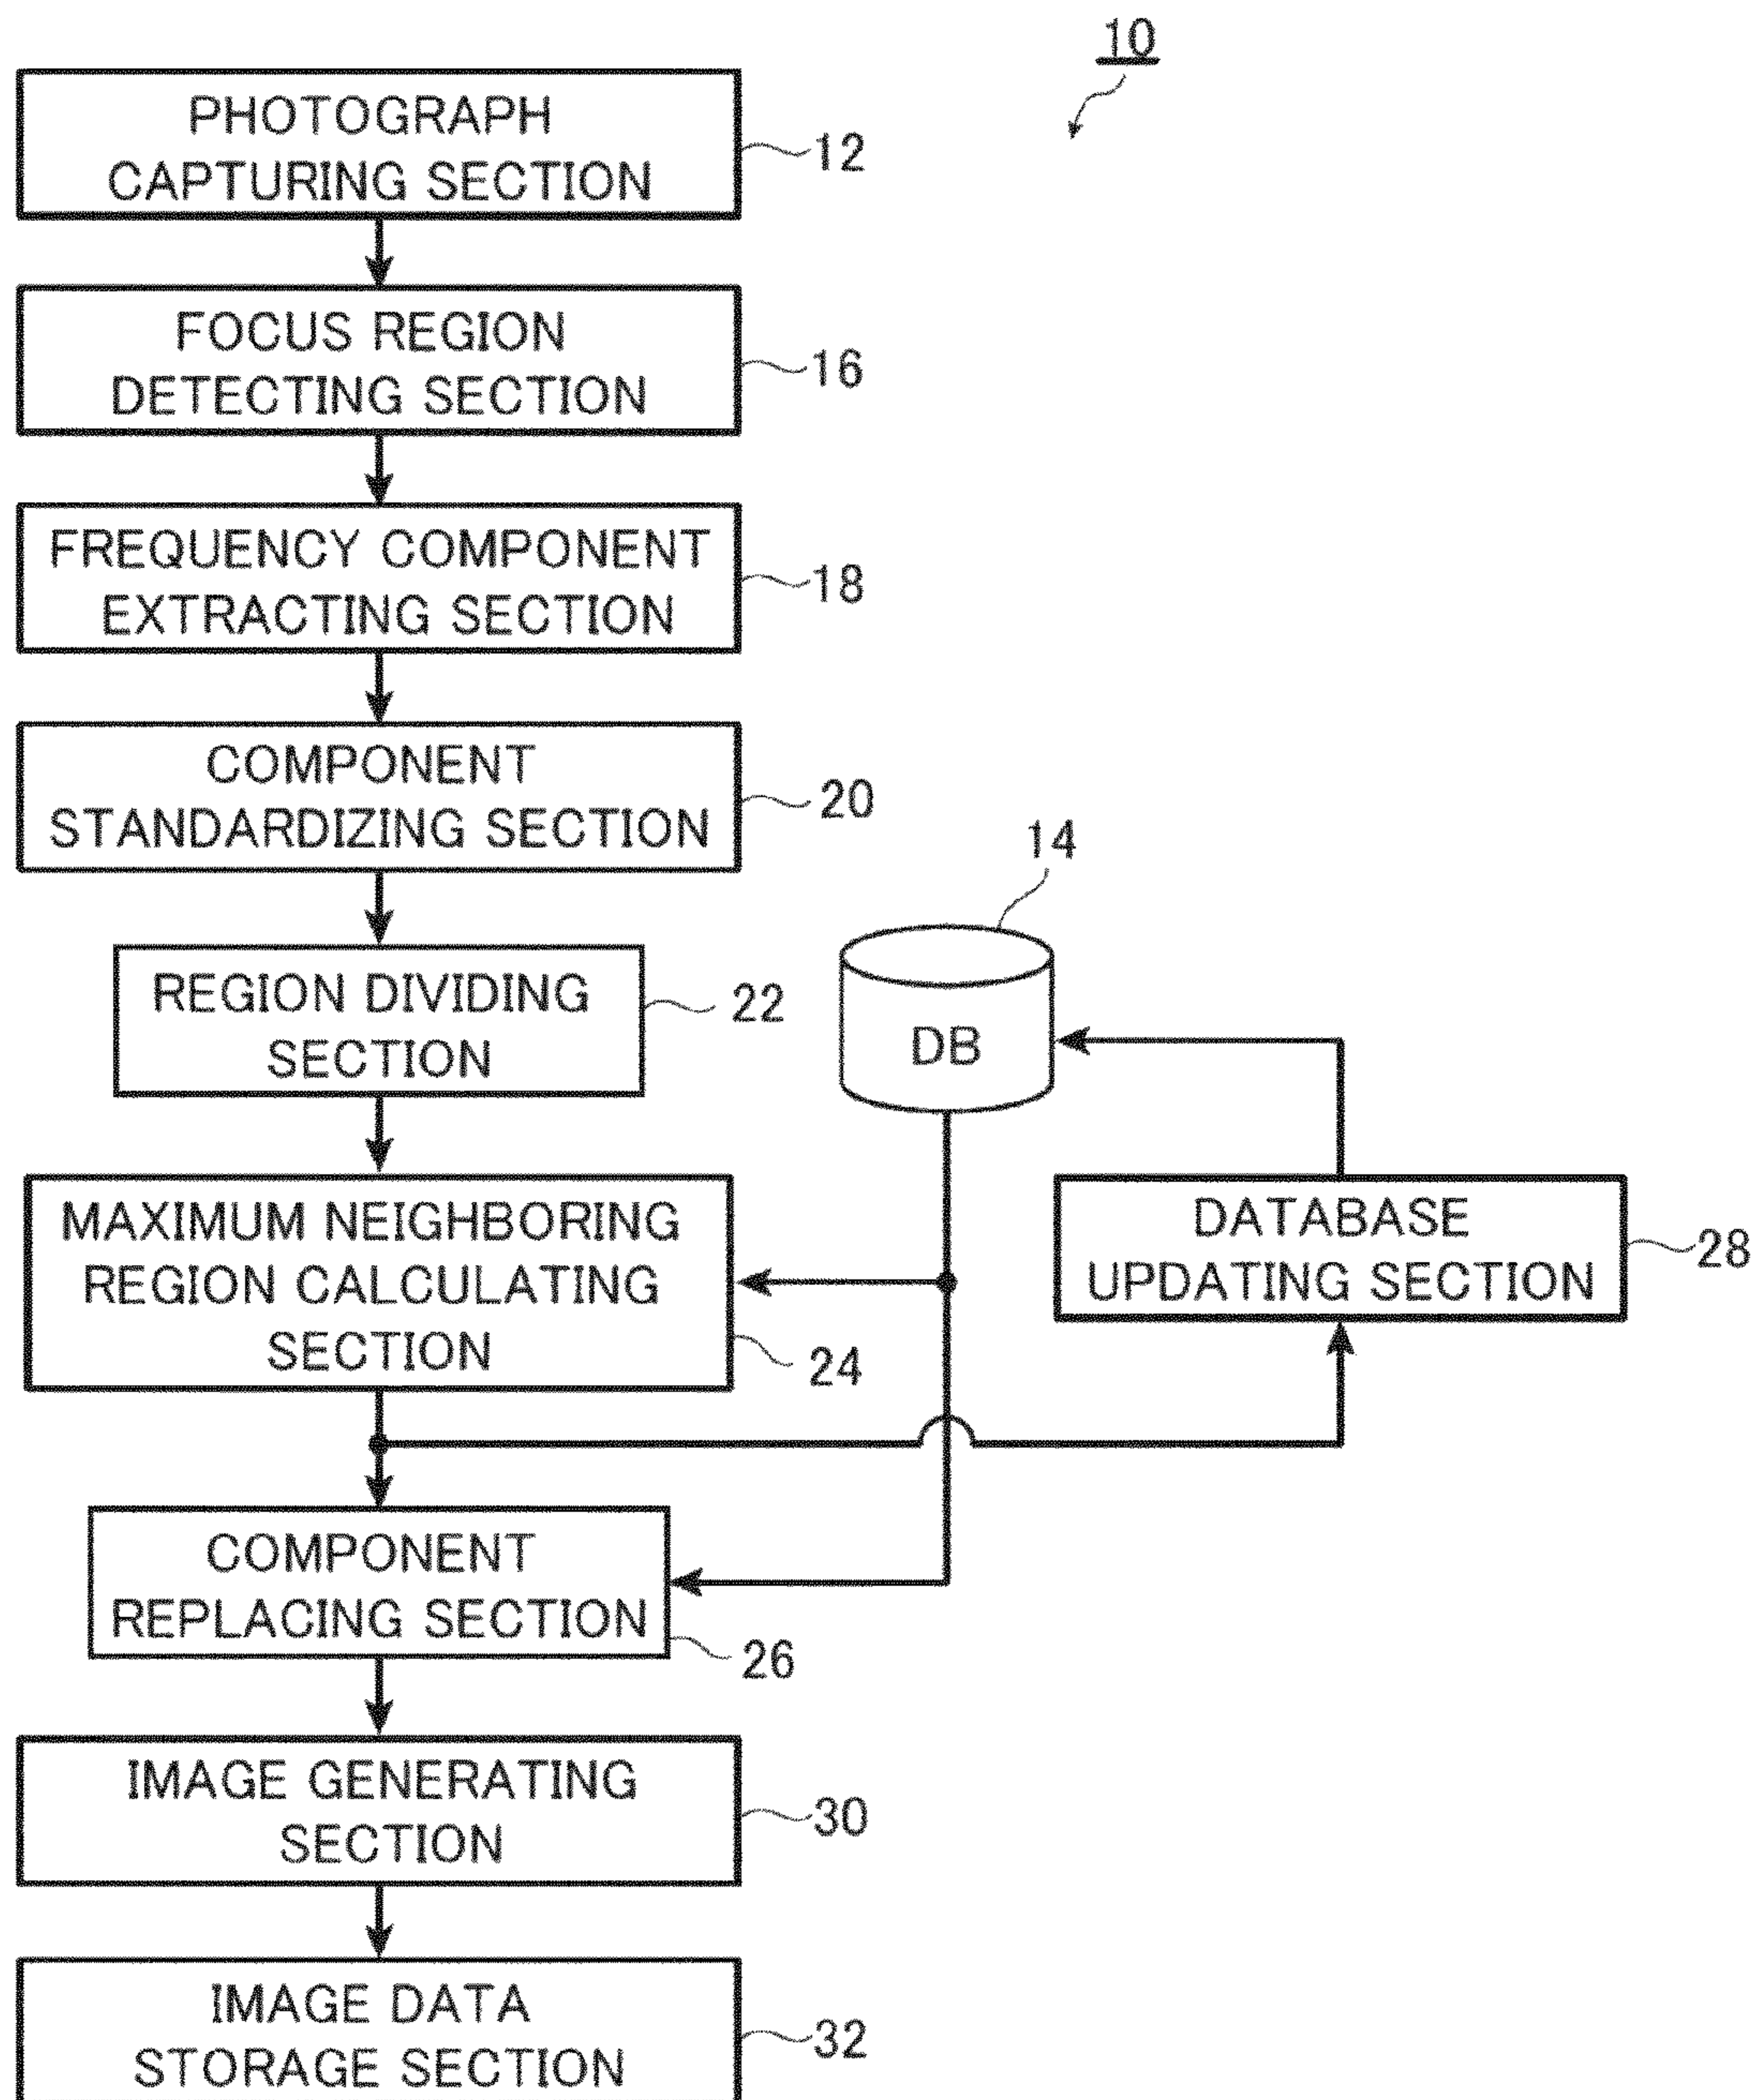 10
PHOTOGRAPH
CAPTURING SECTION
12
FOCUS REGION
DETECTING SECTION
16
FREQUENCY COMPONENT
EXTRACTING SECTION
18
COMPONENT
STANDARDIZING SECTION
20
14
REGION DIVIDING
SECTION
22
DB
MAXIMUM NEIGHBORING
REGION CALCULATING
SECTION
24
DATABASE
UPDATING SECTION
28
COMPONENT
REPLACING SECTION
26
IMAGE GENERATING
SECTION
30
IMAGE DATA
STORAGE SECTION
32